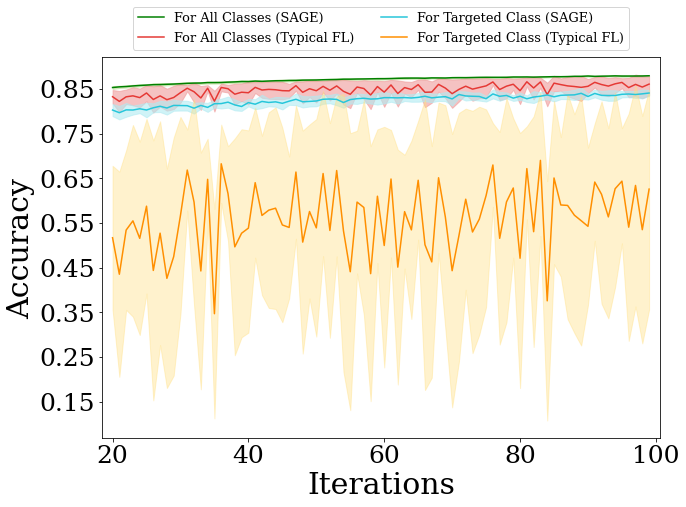 For All Classes (SAGE)
For All Classes (Typical FL)
For Targeted Class (SAGE)
For Targeted Class (Typical FL)
Accuracy
0.85
0.75
0.65
0.55
0.45
0.35
0.25
0.15
20 40 60 80 100
Iterations